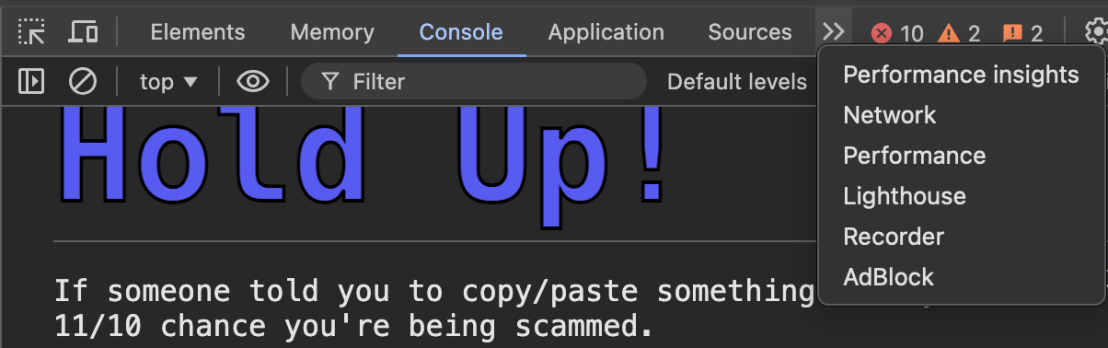 Elements Memory Console Application Sources 10 2 2
top Filter Default levels
Performance insights
Network
Performance
Lighthouse
Recorder
AdBlock
Hold Up!
If someone told you to copy/paste something
11/10 chance you're being scammed.